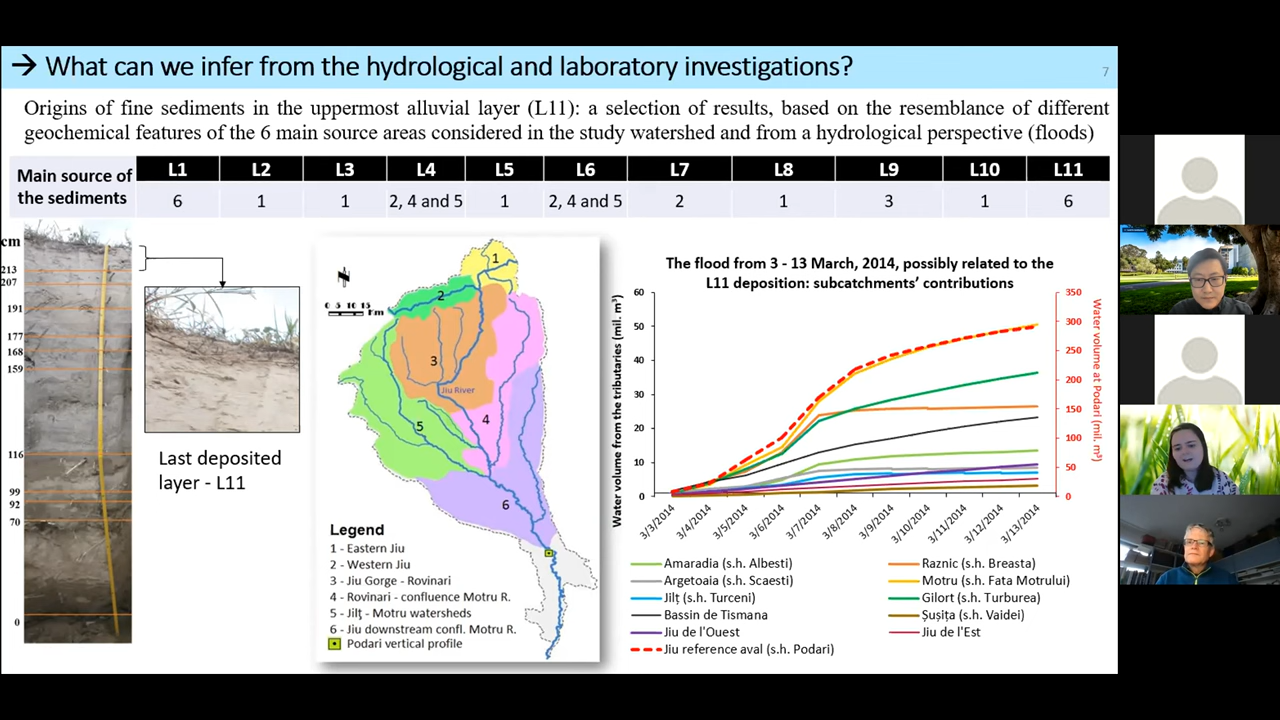 → What can we infer from the hydrological and laboratory investigations?
7
Origins of fine sediments in the uppermost alluvial layer (L11): a selection of results, based on the resemblance of different
geochemical features of the 6 main source areas considered in the study watershed and from a hydrological perspective (floods)
Main source of
the sediments
L1 L2 L3 L4 L5 L6 L7 L8 L9 L10 L11
6 1 1 2, 4 and 5 1 2, 4 and 5 2 1 3 1 6
cm
213
207
191
177
168
159
116
99
92
70
0
Last deposited
layer - L11
N
0 5 10 15
Km
1
2
3
Jiu River
4
5
6
Legend
1 - Eastern Jiu
2 - Western Jiu
3 - Jiu Gorge - Rovinari
4 - Rovinari - confluence Motru R.
5 - Jilţ - Motru watersheds
6 - Jiu downstream confl. Motru R.
Podari vertical profile
The flood from 3 - 13 March, 2014, possibly related to the
L11 deposition: subcatchments' contributions
Water volume from the tributaries (mil. m³)
60
50
40
30
20
10
0
350
300
250
200
150
100
50
0
Water volume at Podari (mil. m³)
3/3/2014 3/4/2014 3/5/2014 3/6/2014 3/7/2014 3/8/2014 3/9/2014 3/10/2014 3/11/2014 3/12/2014 3/13/2014
Amaradia (s.h. Albesti) Raznic (s.h. Breasta)
Argetoaia (s.h. Scaesti) Motru (s.h. Fata Motrului)
Jilţ (s.h. Turceni) Gilort (s.h. Turburea)
Bassin de Tismana Șușița (s.h. Vaidei)
Jiu de l'Ouest Jiu de l'Est
Jiu reference aval (s.h. Podari)